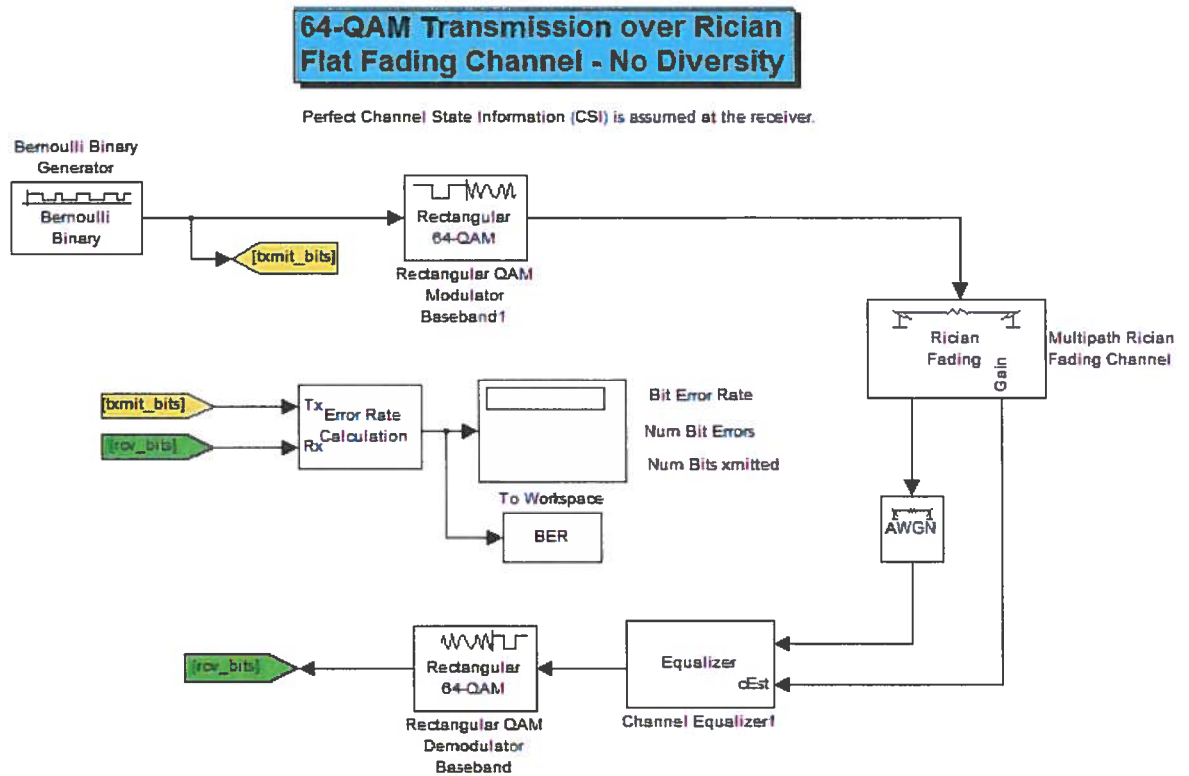 64-QAM Transmission over Rician
Flat Fading Channel - No Diversity
Perfect Channel State Information (CSI) is assumed at the receiver.
Bernoulli Binary
Generator
Bernoulli
Binary
[txmit_bits]
Rectangular
64-QAM
Rectangular QAM
Modulator
Baseband1
Rician
Fading
Gain
Multipath Rician
Fading Channel
[txmit_bits]
[rcv_bits]
Tx
Rx
Error Rate
Calculation
Bit Error Rate
Num Bit Errors
Num Bits xmitted
To Workspace
BER
AWGN
[rcv_bits]
Rectangular
64-QAM
Rectangular QAM
Demodulator
Baseband
Equalizer
cEst
Channel Equalizer1